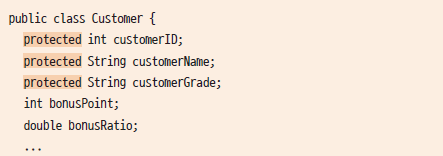 public class Customer {
protected int customerID;
protected String customerName;
protected String customerGrade;
int bonusPoint;
double bonusRatio;
...